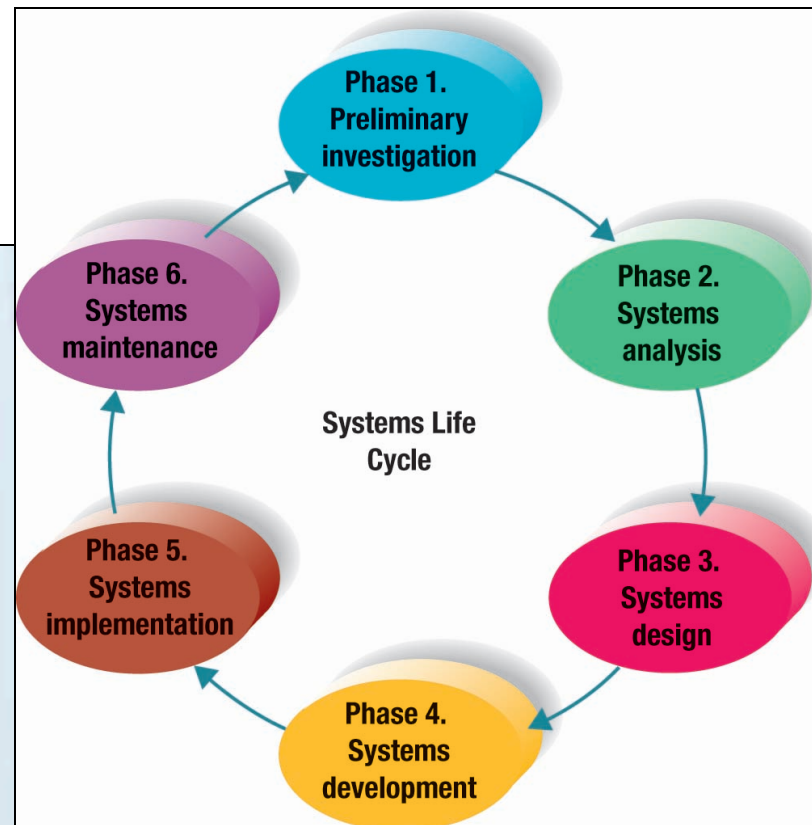 Phase 1.
Preliminary
investigation
Phase 2.
Systems
analysis
Phase 3.
Systems
design
Phase 4.
Systems
development
Phase 5.
Systems
implementation
Phase 6.
Systems
maintenance
Systems Life
Cycle